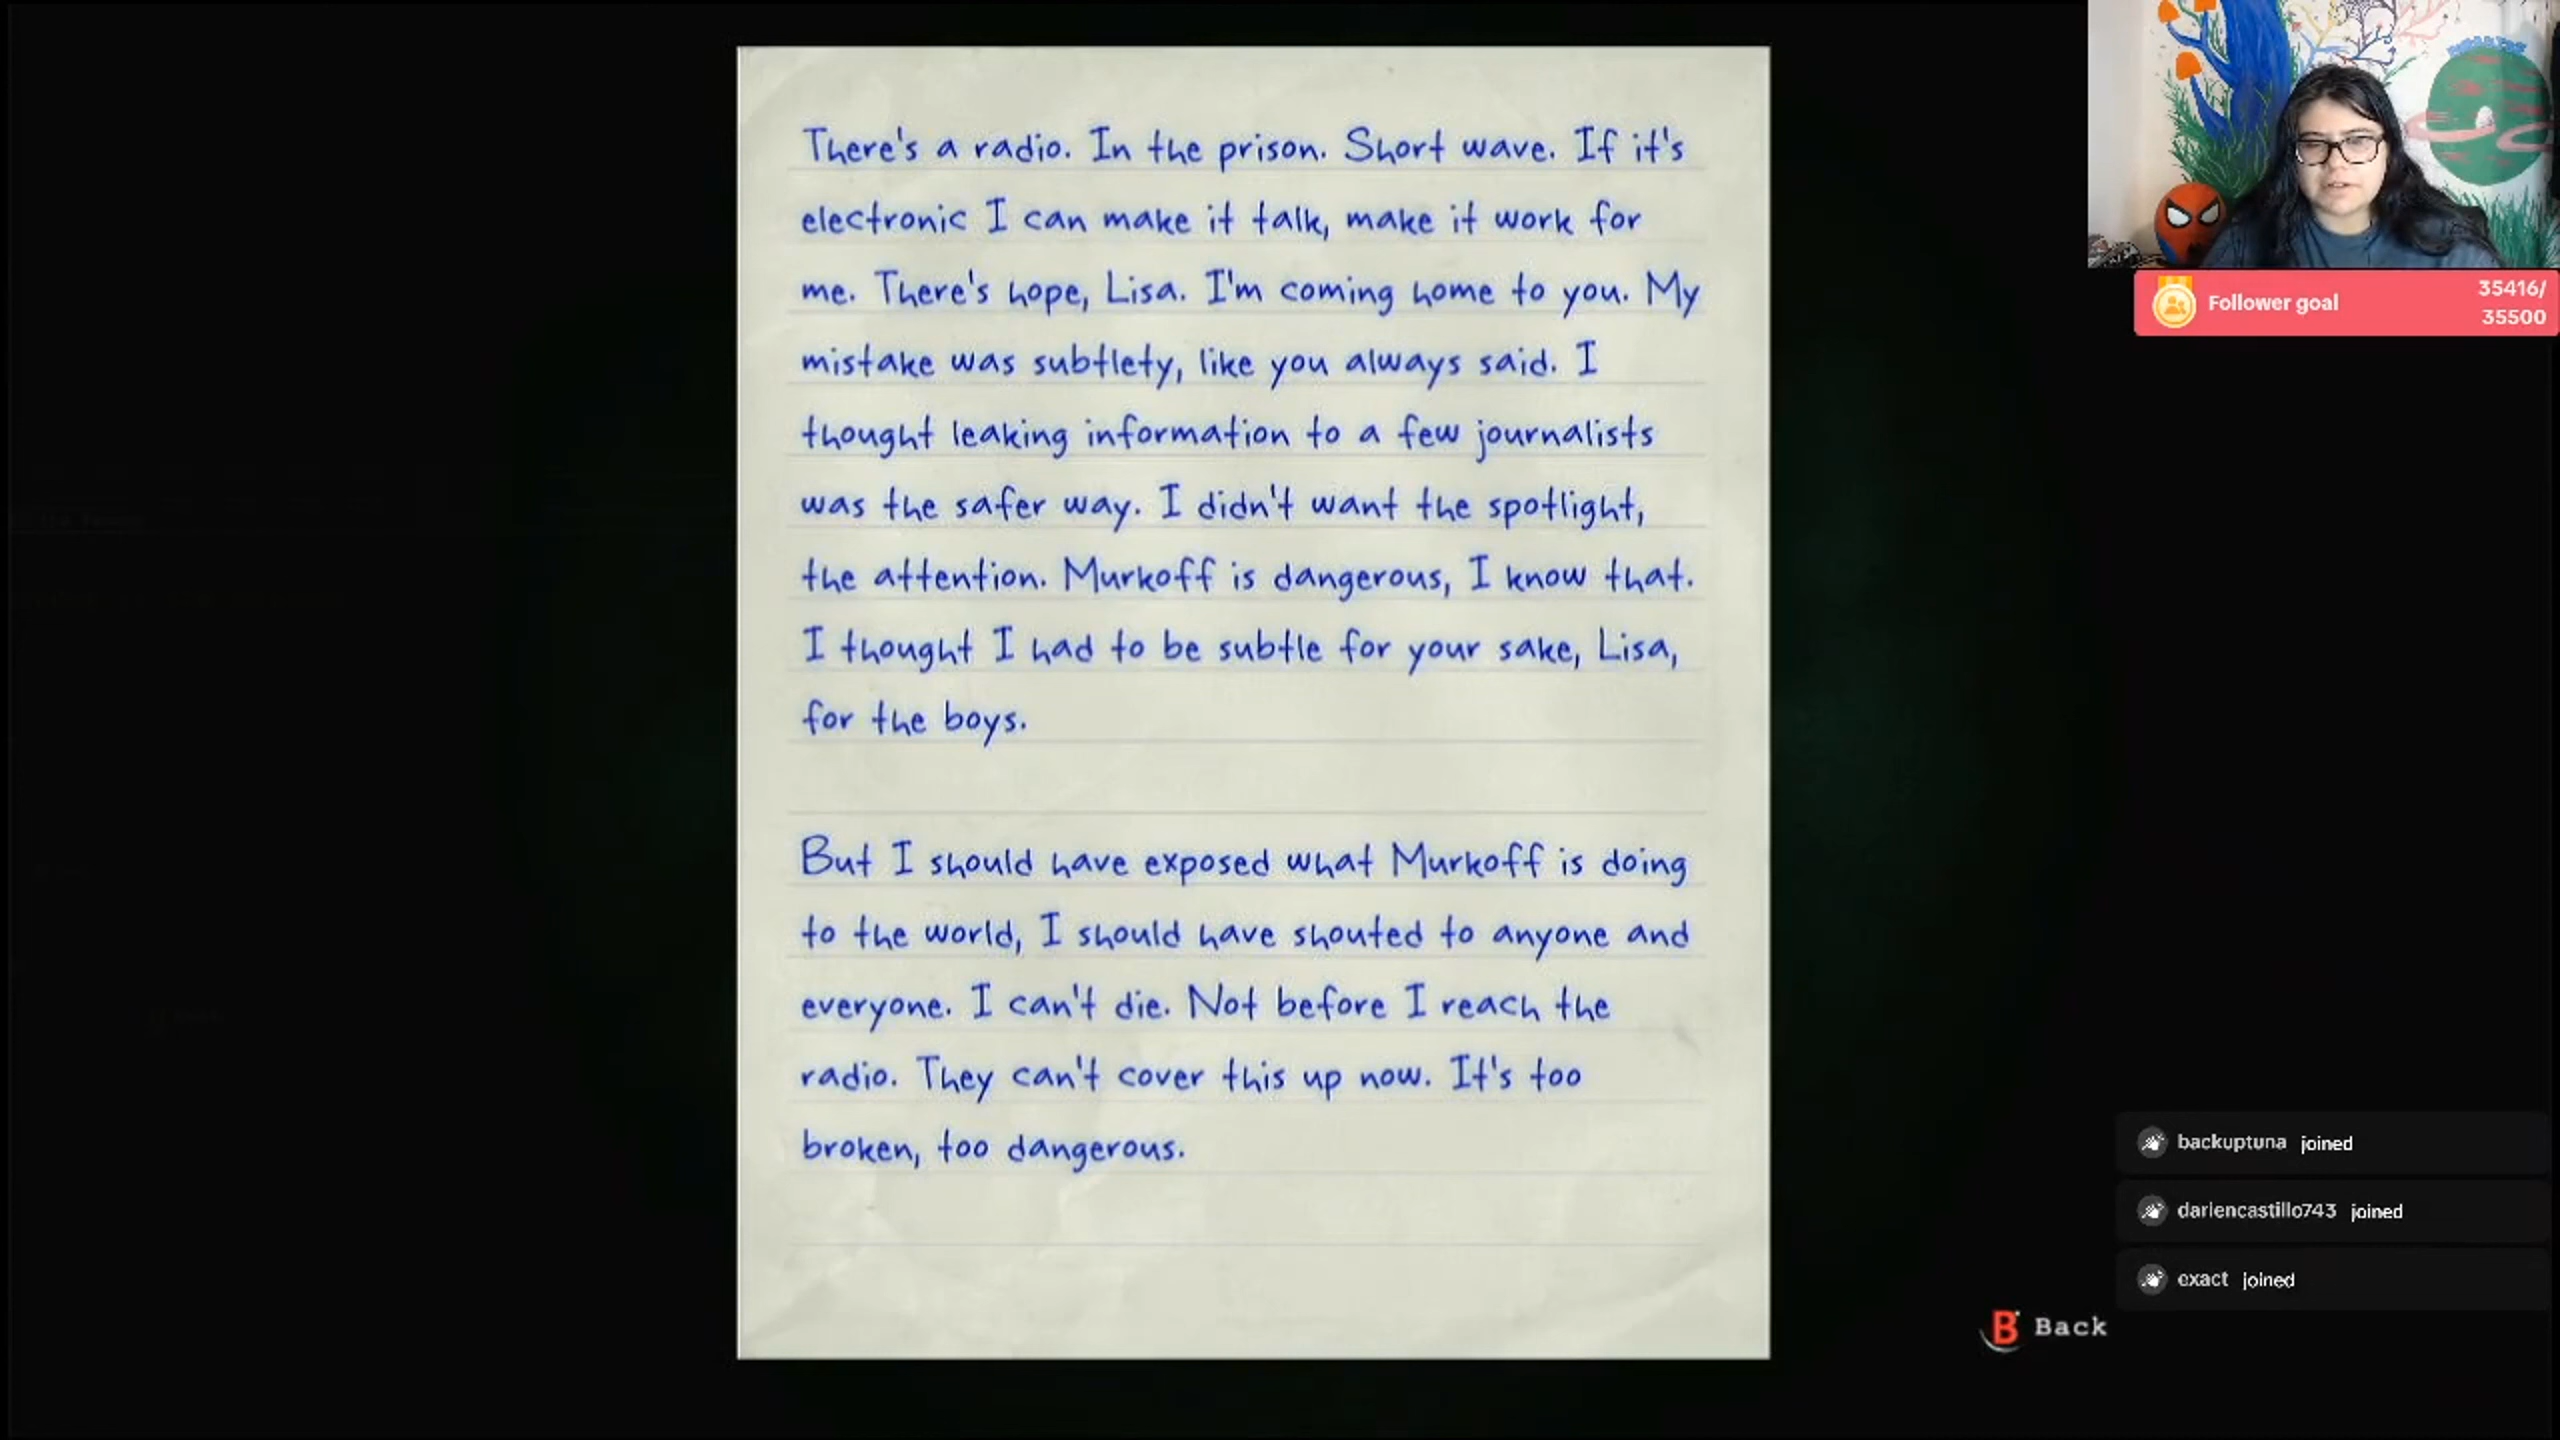 There's a radio. In the prison. Short wave. If it's
electronic I can make it talk, make it work for
me. There's hope, Lisa. I'm coming home to you. My
mistake was subtlety, like you always said. I
thought leaking information to a few journalists
was the safer way. I didn't want the spotlight,
the attention. Murkoff is dangerous, I know that.
I thought I had to be subtle for your sake, Lisa,
for the boys.
But I should have exposed what Murkoff is doing
to the world, I should have shouted to anyone and
everyone. I can't die. Not before I reach the
radio. They can't cover this up now. It's too
broken, too dangerous.
Follower goal
35416/
35500
backuptuna joined
darlencastillo743 joined
exact joined
B Back